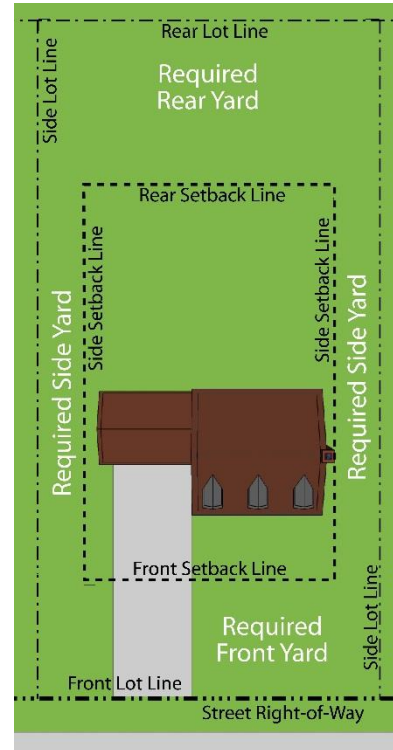 Rear Lot Line
Required
Rear Yard
Side Lot Line
Rear Setback Line
Side Setback Line
Side Setback Line
Required Side Yard
Required Side Yard
Front Setback Line
Required
Front Yard
Side Lot Line
Front Lot Line
Street Right-of-Way